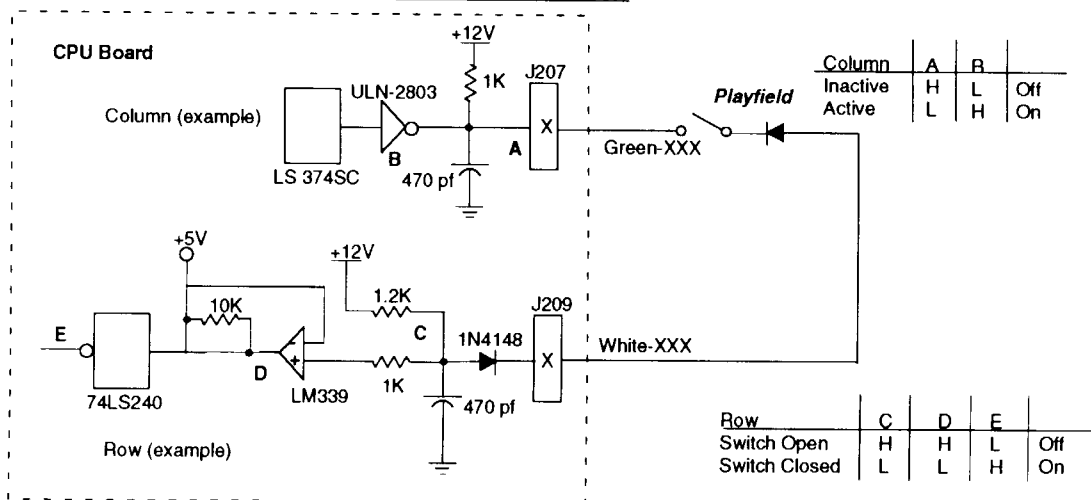 CPU Board
+12V
1K
J207
ULN-2803
Column (example)
X
B
A
LS 374SC
470 pf
Green-XXX
Playfield
Column A B
Inactive H L Off
Active L H On
+5V
+12V
10K
1.2K
J209
E
C
1N4148
X
White-XXX
-
+
D
1K
74LS240
LM339
470 pf
Row (example)
Row C D E
Switch Open H H L Off
Switch Closed L L H On